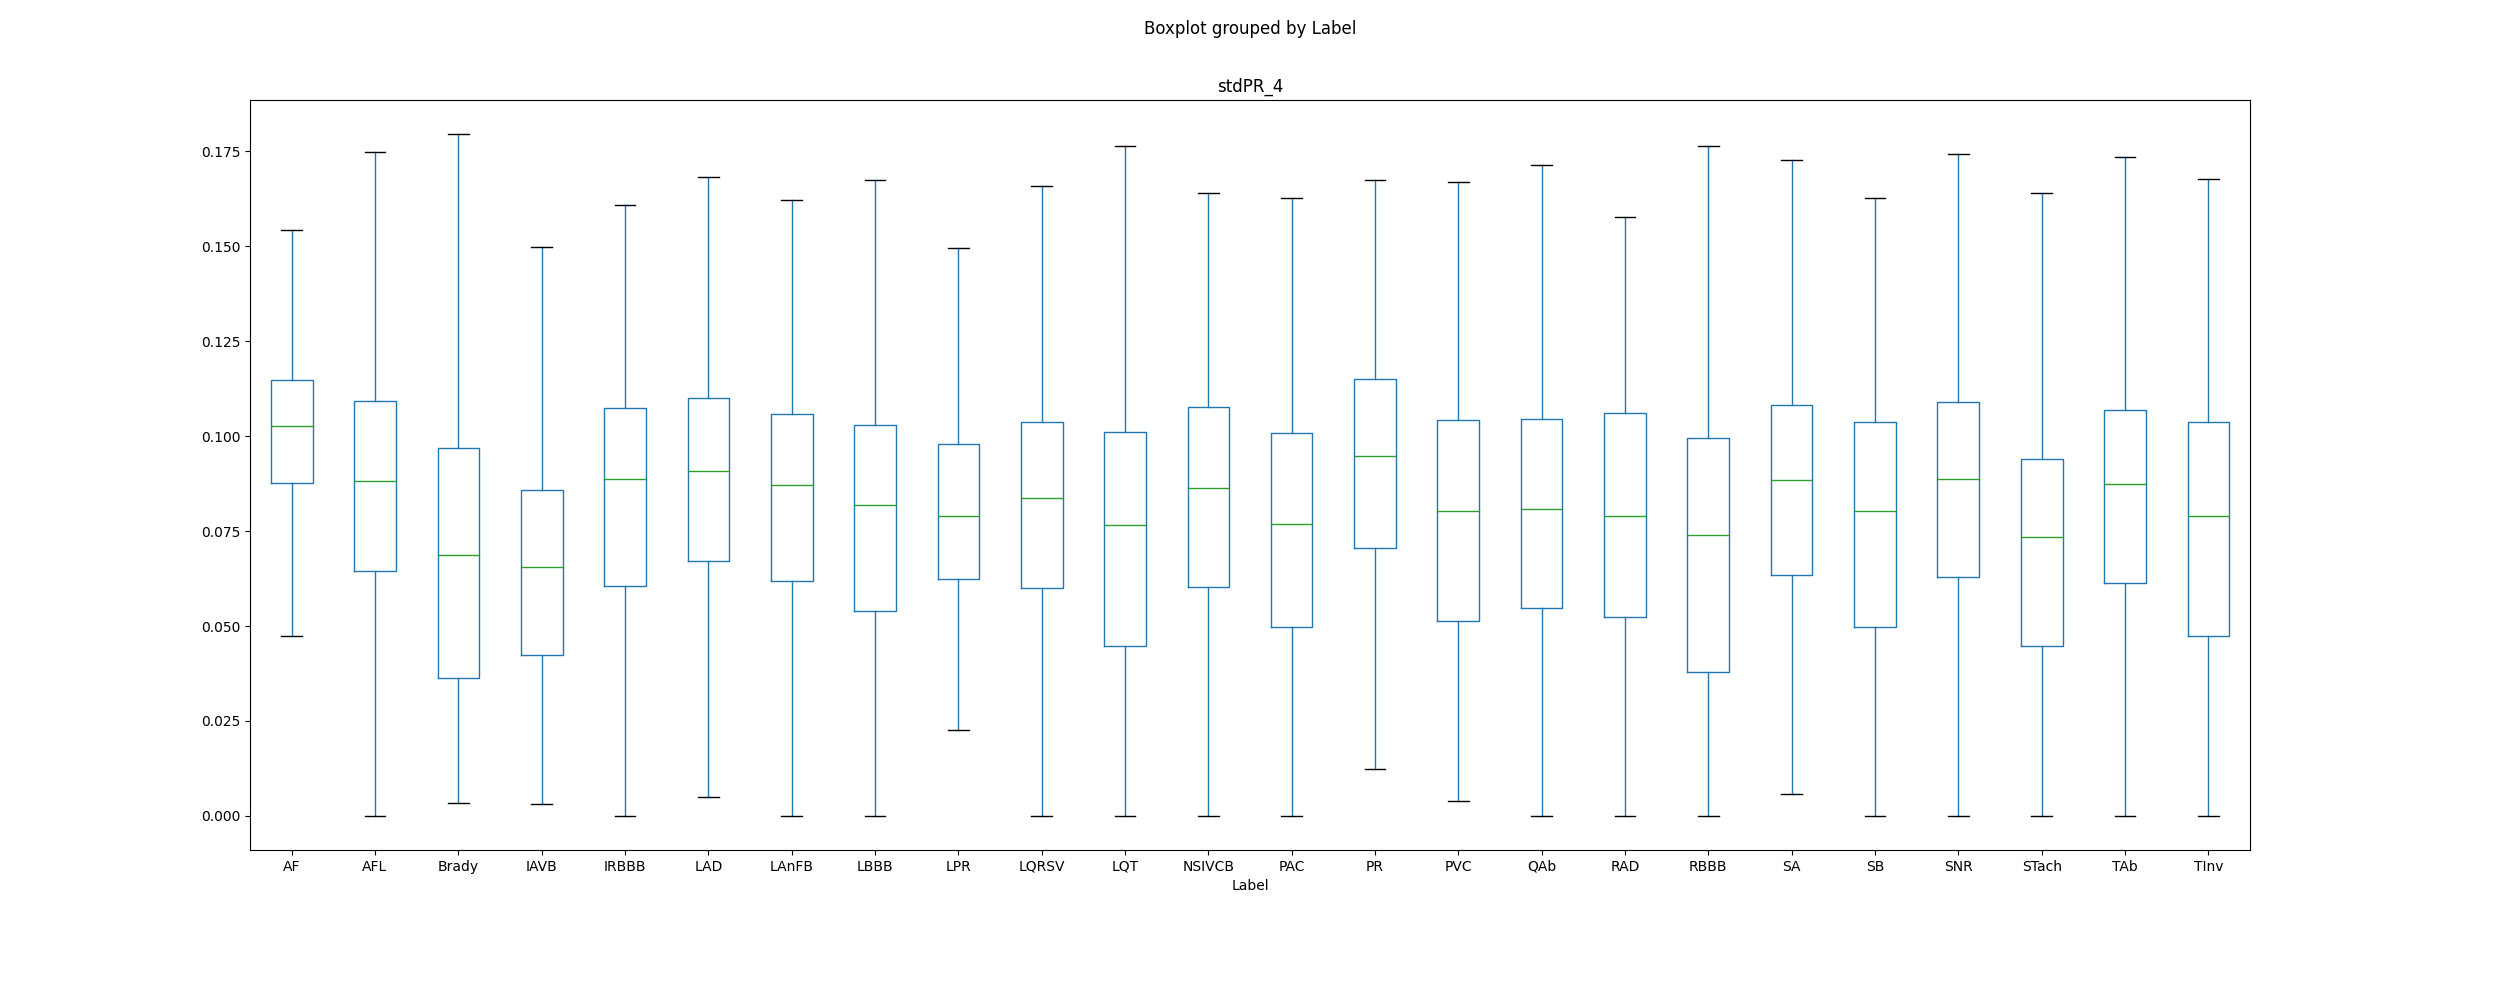 Boxplot grouped by Label
stdPR_4
0.175
0.150
0.125
0.100
0.075
0.050
0.025
0.000
AF AFL Brady IAVB IRBBB LAD LAnFB LBBB LPR LQRSV LQT NSIVCB PAC PR PVC QAb RAD RBBB SA SB SNR STach TAb TInv
Label